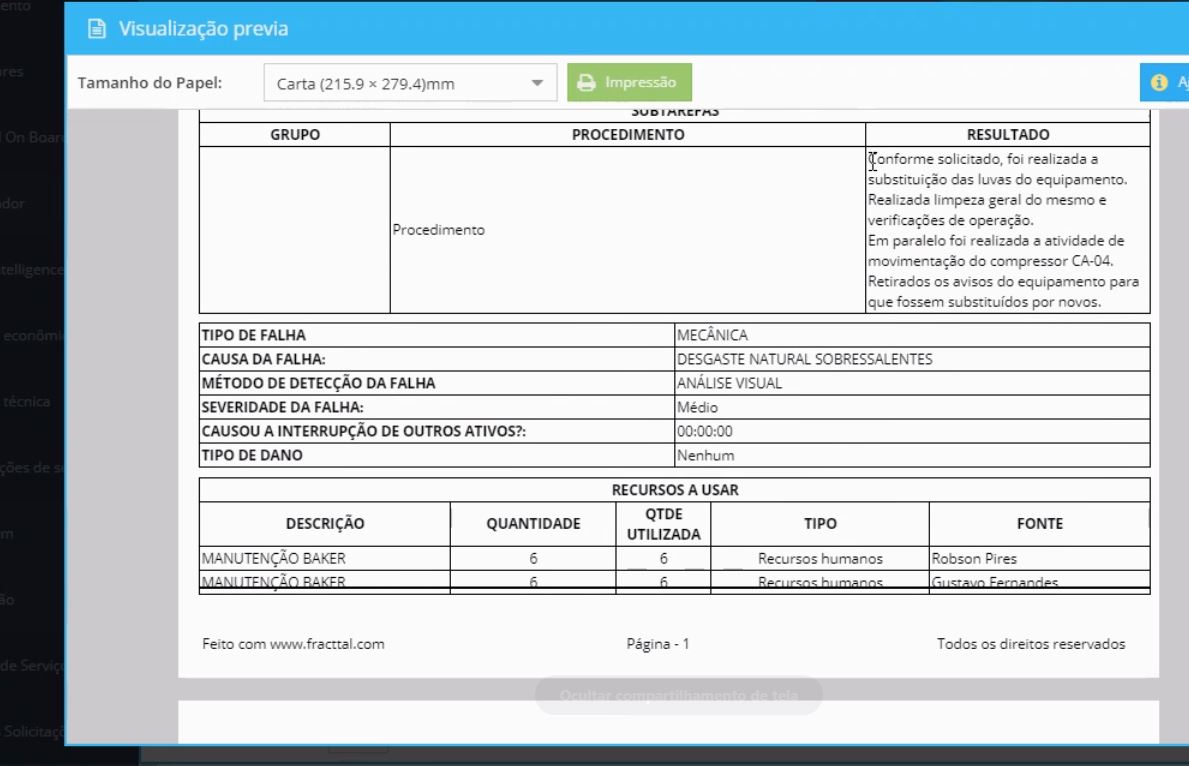 ento
Visualização previa
res
Tamanho do Papel:
Carta (215.9 × 279.4)mm
Impressão
SUBTAREFAS
l On Board
GRUPO
PROCEDIMENTO
RESULTADO
Procedimento
Conforme solicitado, foi realizada a
substituição das luvas do equipamento.
Realizada limpeza geral do mesmo e
verificações de operação.
Em paralelo foi realizada a atividade de
movimentação do compressor CA-04.
Retirados os avisos do equipamento para
que fossem substituídos por novos.
ador
telligence
econômi
técnica
ções de se
TIPO DE FALHA
MECÂNICA
CAUSA DA FALHA:
DESGASTE NATURAL SOBRESSALENTES
MÉTODO DE DETECÇÃO DA FALHA
ANÁLISE VISUAL
SEVERIDADE DA FALHA:
Médio
CAUSOU A INTERRUPÇÃO DE OUTROS ATIVOS?:
00:00:00
TIPO DE DANO
Nenhum
RECURSOS A USAR
DESCRIÇÃO
QUANTIDADE
QTDE
UTILIZADA
TIPO
FONTE
MANUTENÇÃO BAKER
6
6
Recursos humanos
Robson Pires
MANUTENÇÃO BAKER
6
6
Recursos humanos
Gustavo Fernandes
m
ão
Feito com www.fracttal.com
Página - 1
Todos os direitos reservados
de Serviço
Ocultar compartilhamento de tela
Solicitaçõ